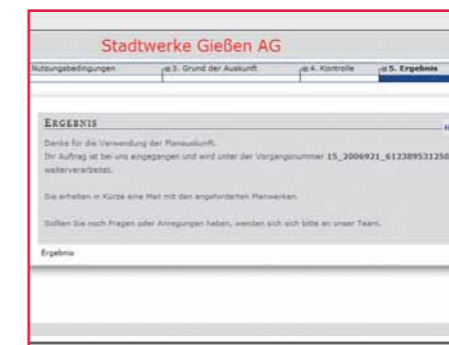 Stadtwerke Gießen AG
Nutzungsbedingungen 3. Grund der Auskunft 4. Kontrolle 5. Ergebnis
ERGEBNIS
Danke für die Verwendung der Planauskunft.
Ihr Auftrag ist bei uns eingegangen und wird unter der Vorgangsnummer 15_2006921_612389531250
weiterverarbeitet.
Sie erhalten in Kürze eine Mail mit den angeforderten Planwerken.
Sollten Sie noch Fragen oder Anregungen haben, wenden sich sich bitte an unser Team.
Ergebnis